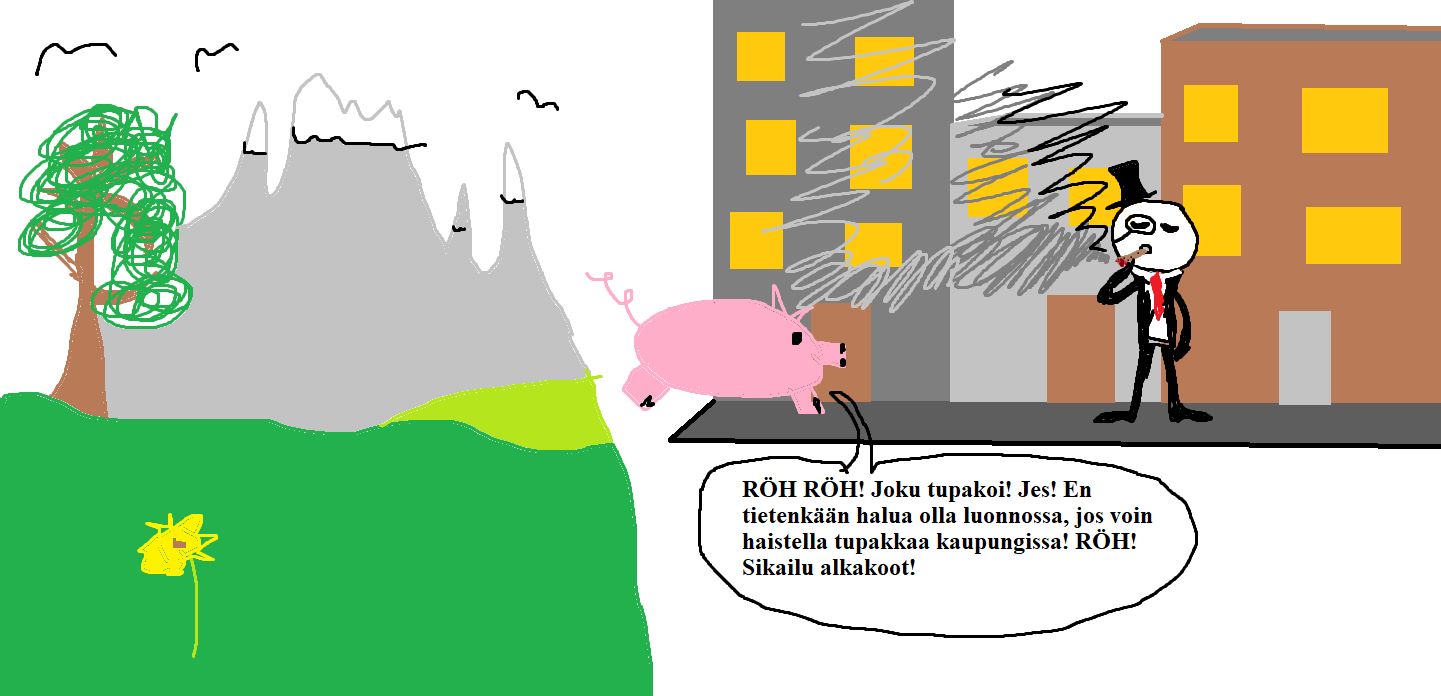 RÖH RÖH! Joku tupakoi! Jes! En
tietenkään halua olla luonnossa, jos voin
haistella tupakkaa kaupungissa! RÖH!
Sikailu alkakoot!